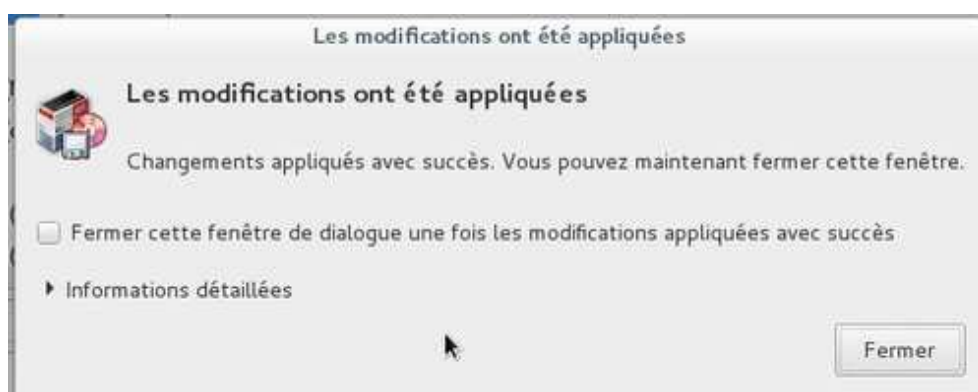 Les modifications ont été appliquées
Les modifications ont été appliquées
Changements appliqués avec succès. Vous pouvez maintenant fermer cette fenêtre.
Fermer cette fenêtre de dialogue une fois les modifications appliquées avec succès
Informations détaillées
Fermer